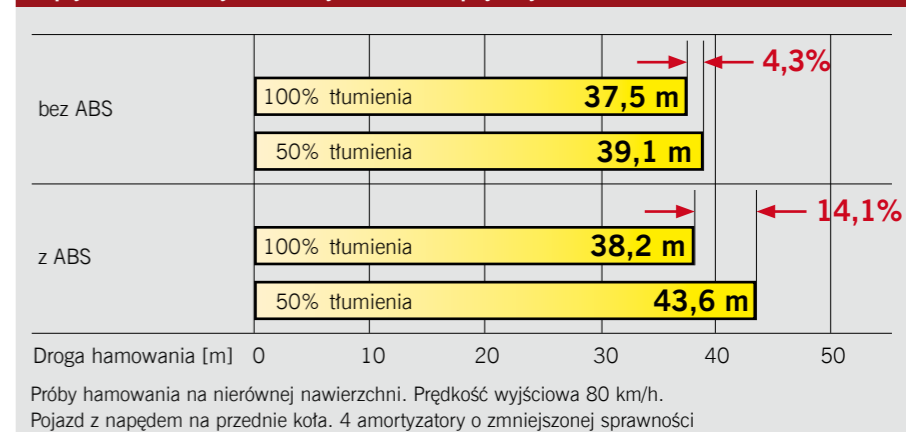 4,3%
bez ABS
100% tłumienia 37,5 m
50% tłumienia 39,1 m
14,1%
z ABS
100% tłumienia 38,2 m
50% tłumienia 43,6 m
Droga hamowania [m] 0 10 20 30 40 50
Próby hamowania na nierównej nawierzchni. Prędkość wyjściowa 80 km/h.
Pojazd z napędem na przednie koła. 4 amortyzatory o zmniejszonej sprawności